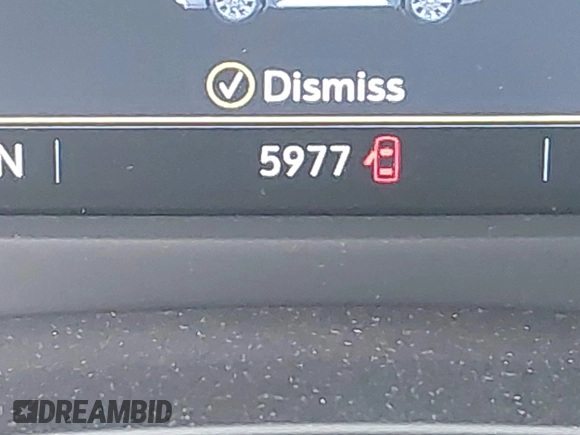 Dismiss
N | 5977 |
DREAMBID